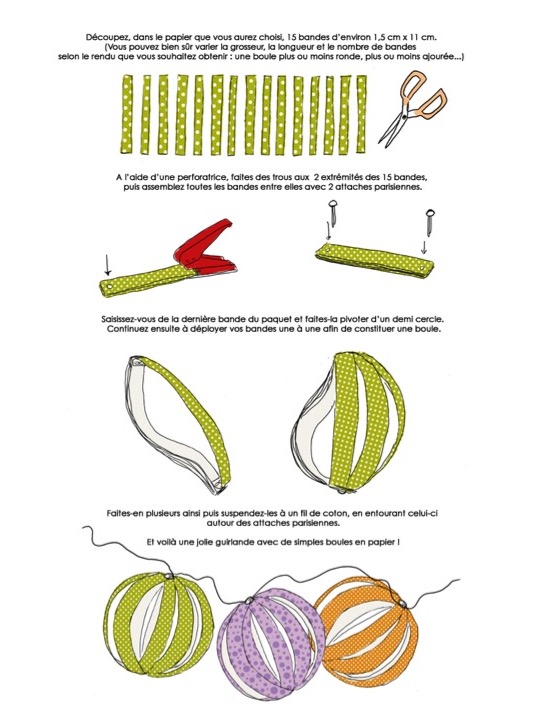 Découpez, dans le papier que vous aurez choisi, 15 bandes d'environ 1,5 cm x 11 cm.
(Vous pouvez bien sûr varier la grosseur, la longueur et le nombre de bandes
selon le rendu que vous souhaitez obtenir : une boule plus ou moins ronde, plus ou moins ajourée...)
A l'aide d'une perforatrice, faites des trous aux 2 extrémités des 15 bandes,
puis assemblez toutes les bandes entre elles avec 2 attaches parisiennes.
Saisissez-vous de la dernière bande du paquet et faites-la pivoter d'un demi cercle.
Continuez ensuite à déployer vos bandes une à une afin de constituer une boule.
Faites-en plusieurs ainsi puis suspendez-les à un fil de coton, en entourant celui-ci
autour des attaches parisiennes.
Et voilà une jolie guirlande avec de simples boules en papier !